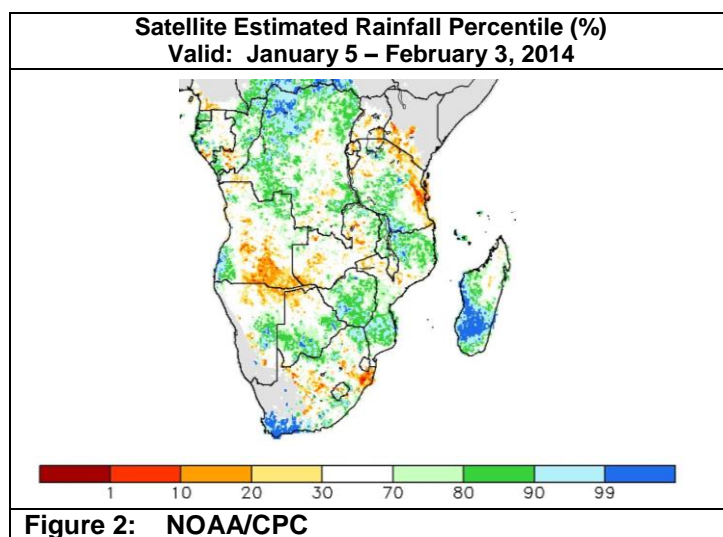 Satellite Estimated Rainfall Percentile (%)
Valid: January 5 – February 3, 2014
1 10 20 30 70 80 90 99
Figure 2: NOAA/CPC